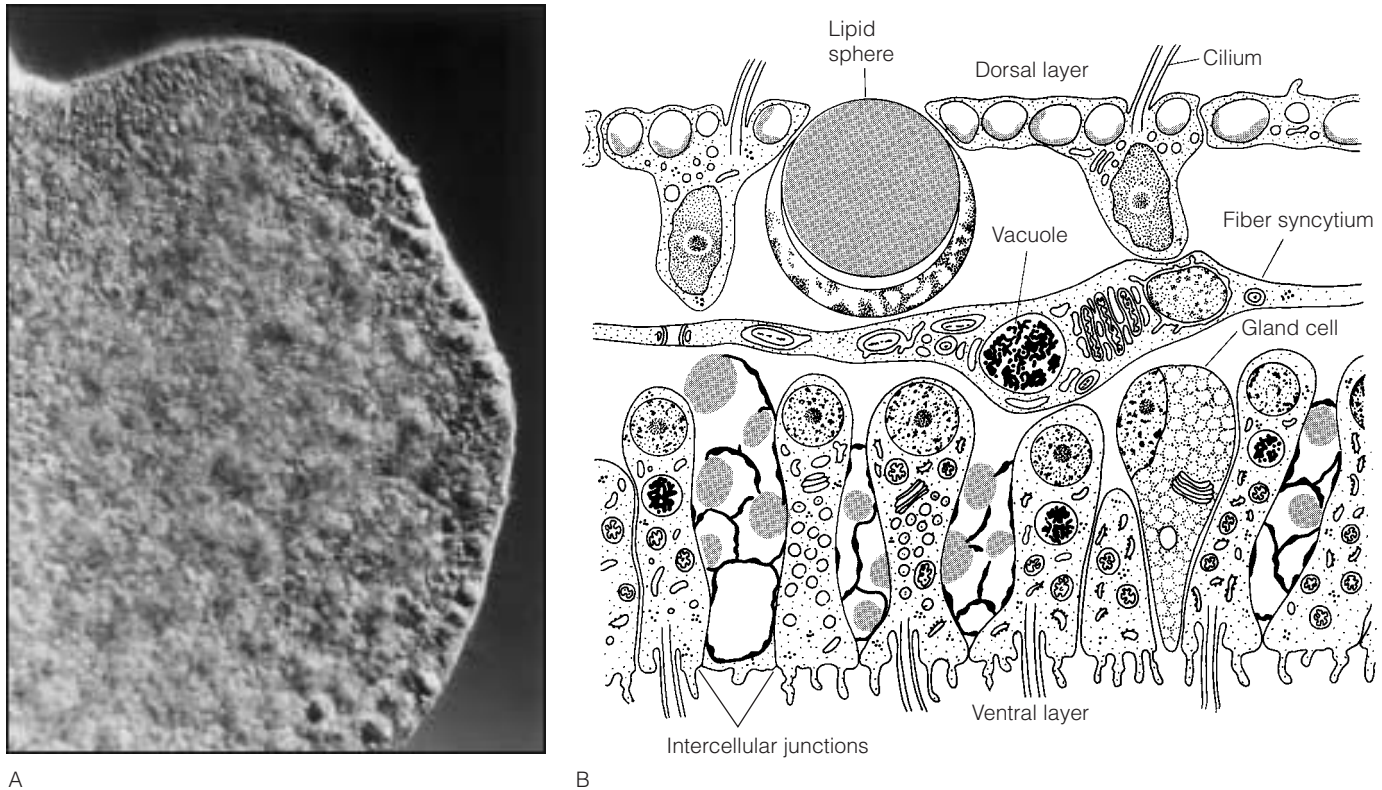 Lipid
sphere
Dorsal layer
Cilium
Vacuole
Fiber syncytium
Gland cell
Ventral layer
Intercellular junctions
A
B